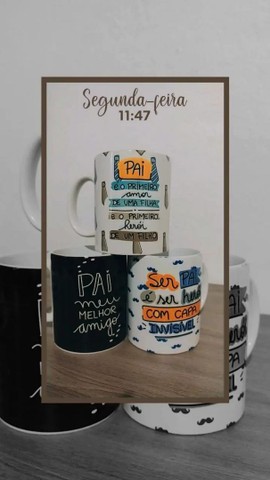 Segunda-feira
11:47
PAI
É O PRIMEIRO
amor
DE UMA FILHA
E O PRIMEIRO
herói
DE UM FILHO
PAI
meu
MELHOR
amigo
Ser PAI
é ser herói
COM CAPA
INVISÍVEL